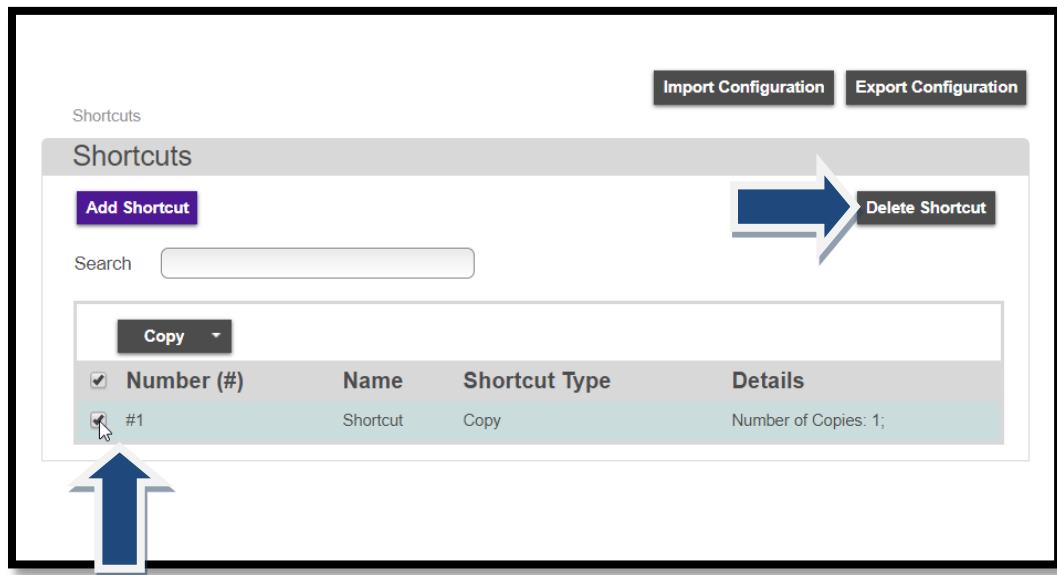 Import Configuration Export Configuration
Shortcuts
Shortcuts
Add Shortcut Delete Shortcut
Search
Copy
Number (#) Name Shortcut Type Details
#1 Shortcut Copy Number of Copies: 1;